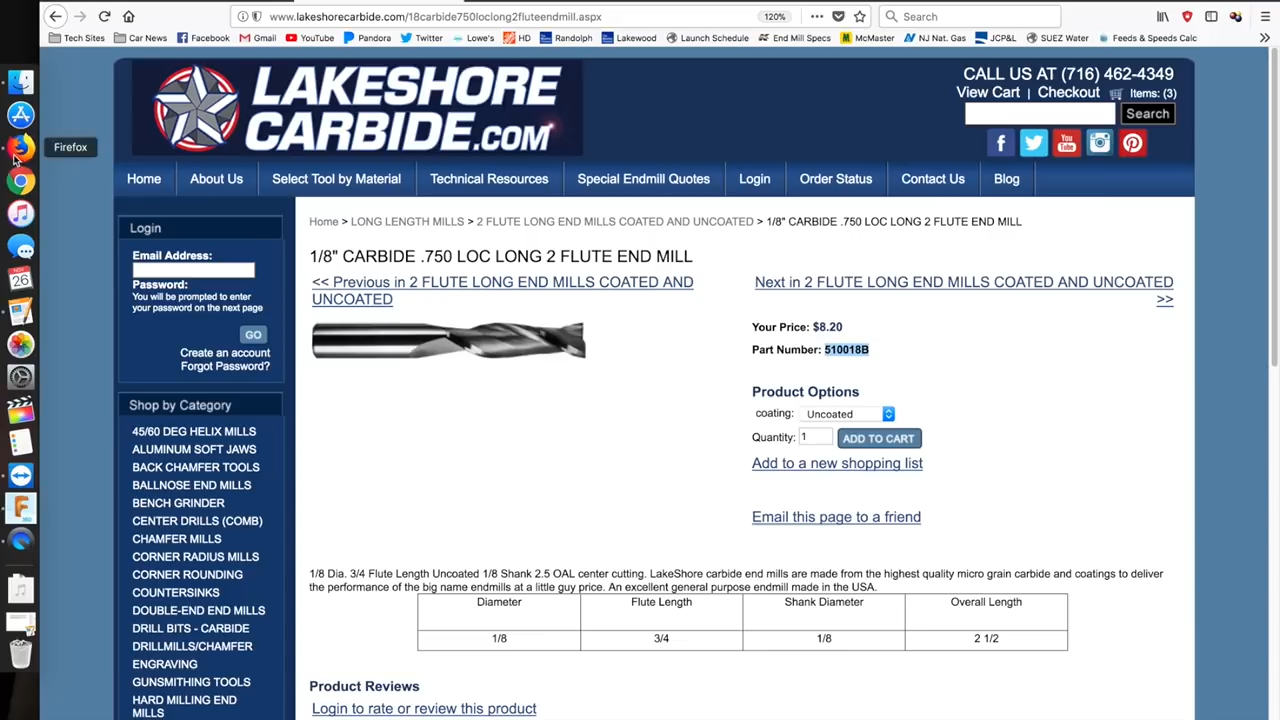 www.lakeshorecarbide.com/18carbide750loclong2fluteendmill.aspx
120%
Search
Tech Sites
Car News
Facebook
Gmail
YouTube
Pandora
Twitter
Lowe's
HD
Randolph
Lakewood
Launch Schedule
End Mill Specs
McMaster
NJ Nat. Gas
JCP&L
SUEZ Water
Feeds & Speeds Calc
LAKESHORE
CARBIDE.COM
CALL US AT (716) 462-4349
View Cart | Checkout Items: (3)
Search
Firefox
Home
About Us
Select Tool by Material
Technical Resources
Special Endmill Quotes
Login
Order Status
Contact Us
Blog
Login
Email Address:
Password:
You will be prompted to enter
your password on the next page
GO
Create an account
Forgot Password?
Shop by Category
45/60 DEG HELIX MILLS
ALUMINUM SOFT JAWS
BACK CHAMFER TOOLS
BALLNOSE END MILLS
BENCH GRINDER
CENTER DRILLS (COMB)
CHAMFER MILLS
CORNER RADIUS MILLS
CORNER ROUNDING
COUNTERSINKS
DOUBLE-END END MILLS
DRILL BITS - CARBIDE
DRILLMILLS/CHAMFER
ENGRAVING
GUNSMITHING TOOLS
HARD MILLING END
MILLS
Home > LONG LENGTH MILLS > 2 FLUTE LONG END MILLS COATED AND UNCOATED > 1/8" CARBIDE .750 LOC LONG 2 FLUTE END MILL
1/8" CARBIDE .750 LOC LONG 2 FLUTE END MILL
<< Previous in 2 FLUTE LONG END MILLS COATED AND
UNCOATED
Next in 2 FLUTE LONG END MILLS COATED AND UNCOATED
>>
Your Price: $8.20
Part Number: 510018B
Product Options
coating: Uncoated
Quantity: 1 ADD TO CART
Add to a new shopping list
Email this page to a friend
1/8 Dia. 3/4 Flute Length Uncoated 1/8 Shank 2.5 OAL center cutting. LakeShore carbide end mills are made from the highest quality micro grain carbide and coatings to deliver
the performance of the big name endmills at a little guy price. An excellent general purpose endmill made in the USA.
Diameter Flute Length Shank Diameter Overall Length
1/8 3/4 1/8 2 1/2
Product Reviews
Login to rate or review this product